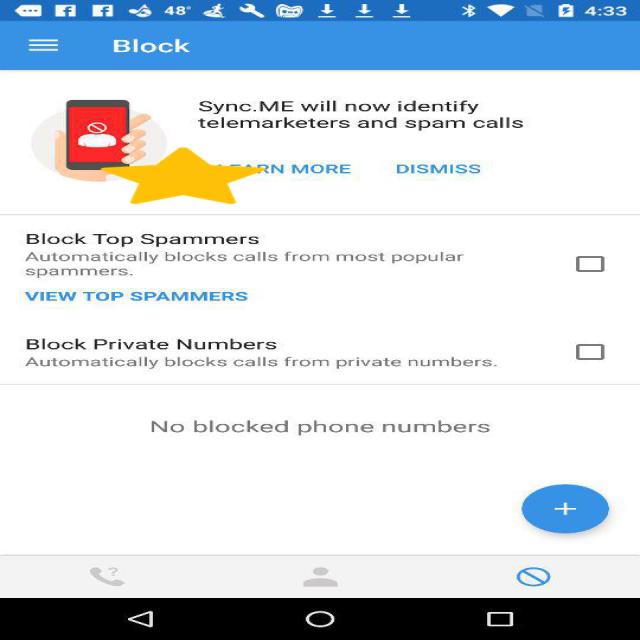 48° 4:33
Block
Sync.ME will now identify
telemarketers and spam calls
MORE DISMISS
Block Top Spammers
Automatically blocks calls from most popular
spammers.
VIEW TOP SPAMMERS
Block Private Numbers
Automatically blocks calls from private numbers.
No blocked phone numbers